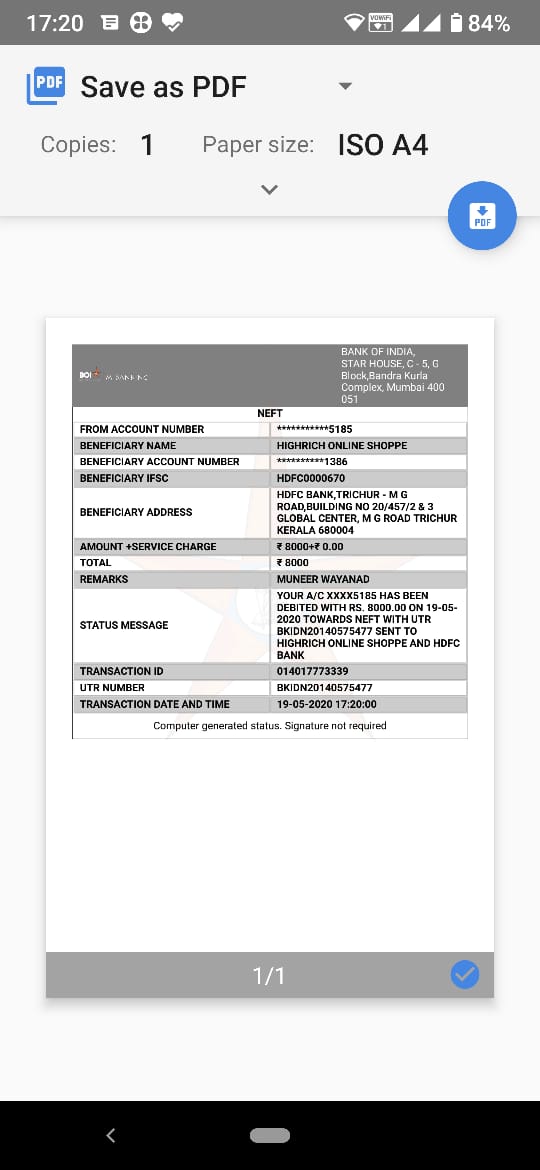 17:20 VOWIFI 1 84%
PDF Save as PDF
Copies: 1 Paper size: ISO A4
PDF
BANK OF INDIA,
STAR HOUSE, C - 5, G
Block,Bandra Kurla
Complex, Mumbai 400
051
BOI M BANKING
NEFT
FROM ACCOUNT NUMBER ***********5185
BENEFICIARY NAME HIGHRICH ONLINE SHOPPE
BENEFICIARY ACCOUNT NUMBER **********1386
BENEFICIARY IFSC HDFC0000670
BENEFICIARY ADDRESS
HDFC BANK,TRICHUR - M G
ROAD,BUILDING NO 20/457/2 & 3
GLOBAL CENTER, M G ROAD TRICHUR
KERALA 680004
AMOUNT +SERVICE CHARGE ₹ 8000+₹ 0.00
TOTAL ₹ 8000
REMARKS MUNEER WAYANAD
STATUS MESSAGE
YOUR A/C XXXX5185 HAS BEEN
DEBITED WITH RS. 8000.00 ON 19-05-
2020 TOWARDS NEFT WITH UTR
BKIDN20140575477 SENT TO
HIGHRICH ONLINE SHOPPE AND HDFC
BANK
TRANSACTION ID 014017773339
UTR NUMBER BKIDN20140575477
TRANSACTION DATE AND TIME 19-05-2020 17:20:00
Computer generated status. Signature not required
1/1